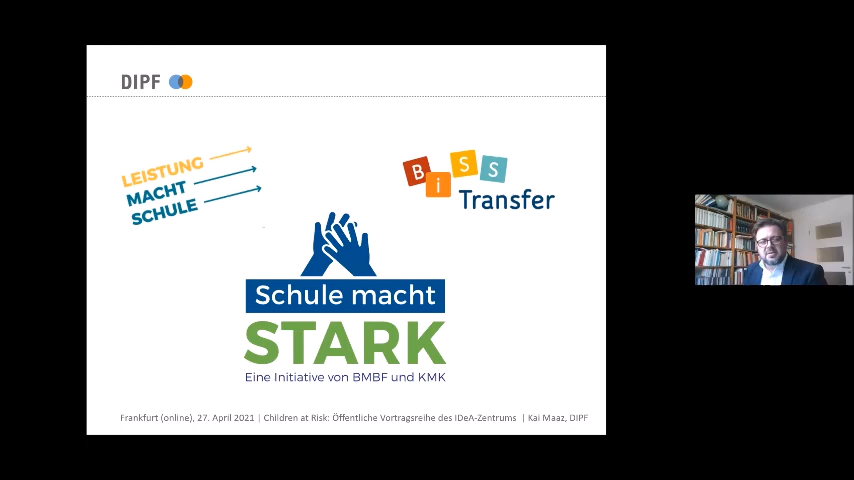 DIPF
LEISTUNG
MACHT
SCHULE
BiSS
Transfer
Schule macht
STARK
Eine Initiative von BMBF und KMK
Frankfurt (online), 27. April 2021 | Children at Risk: Öffentliche Vortragsreihe des IDeA-Zentrums | Kai Maaz, DIPF